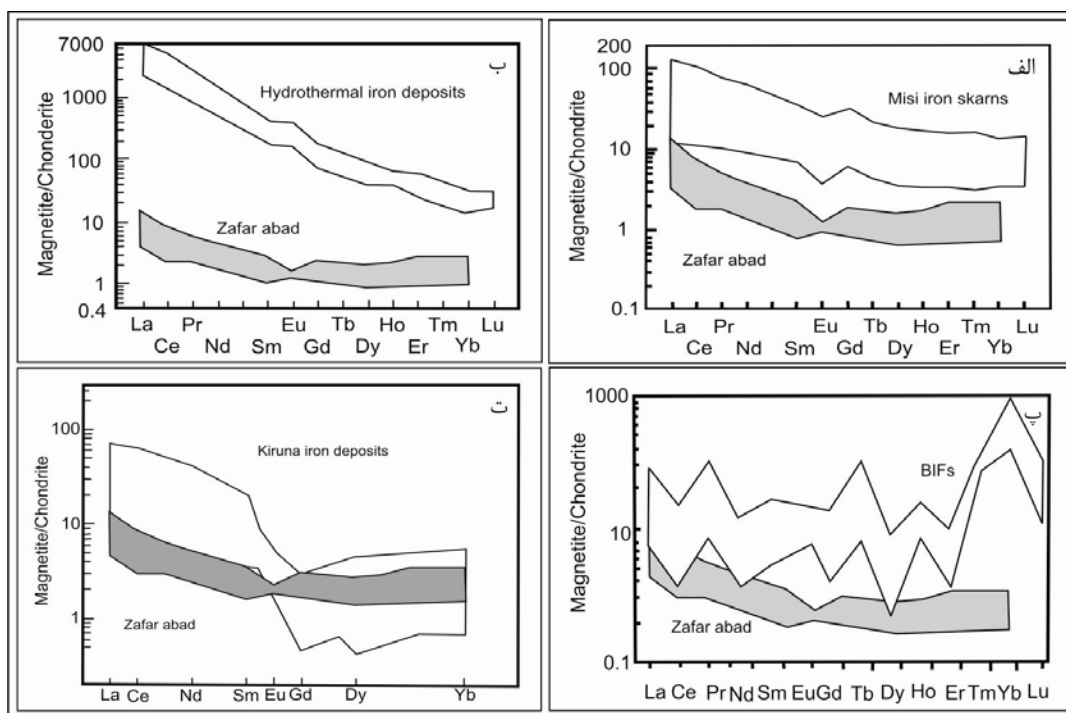 7000
1000
100
10
1
0.4
Magnetite/Chonderite
ب
Hydrothermal iron deposits
Zafar abad
La Pr Eu Tb Ho Tm Lu
Ce Nd Sm Gd Dy Er Yb
200
100
10
1
0.1
Magnetite/Chondrite
الف
Misi iron skarns
Zafar abad
La Pr Eu Tb Ho Tm Lu
Ce Nd Sm Gd Dy Er Yb
100
10
1
Magnetite/Chondrite
ت
Kiruna iron deposits
Zafar abad
La Ce Nd Sm Eu Gd Dy Yb
1000
10
0.1
Magnetite/Chondrite
پ
BIFs
Zafar abad
La Ce Pr Nd Sm Eu Gd Tb Dy Ho Er Tm Yb Lu